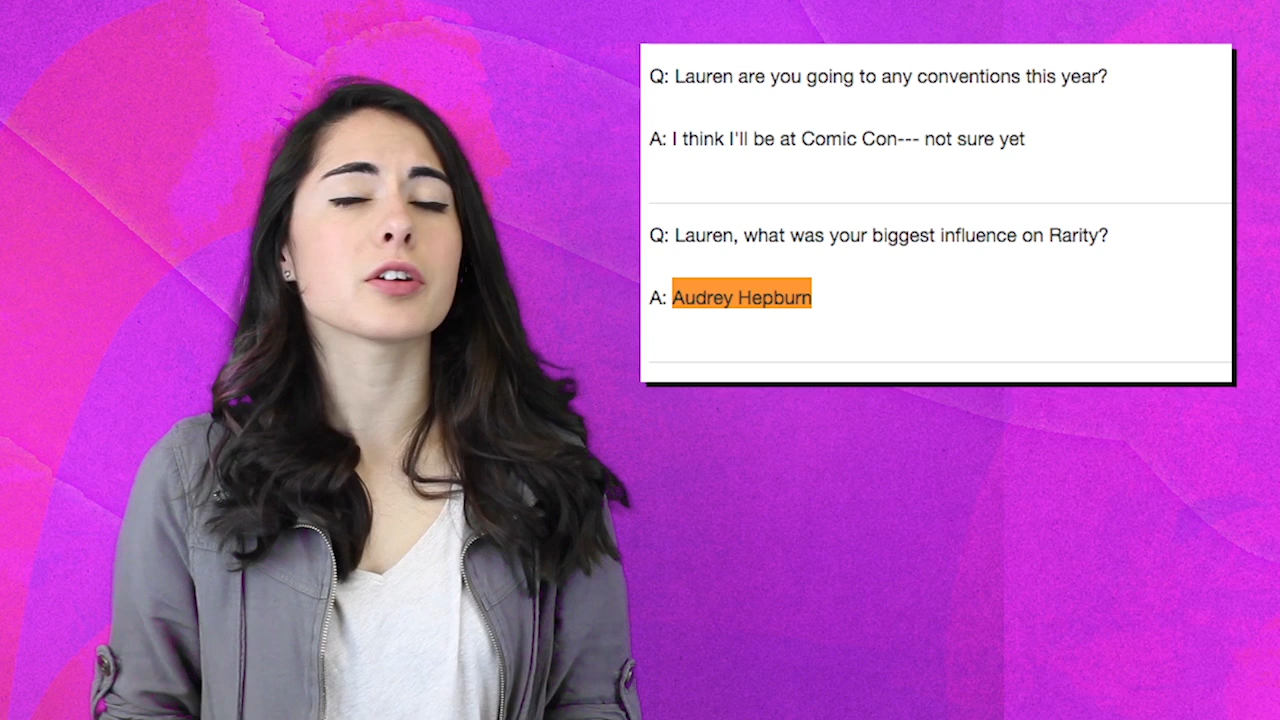 Q: Lauren are you going to any conventions this year?
A: I think I'll be at Comic Con--- not sure yet
Q: Lauren, what was your biggest influence on Rarity?
A: Audrey Hepburn